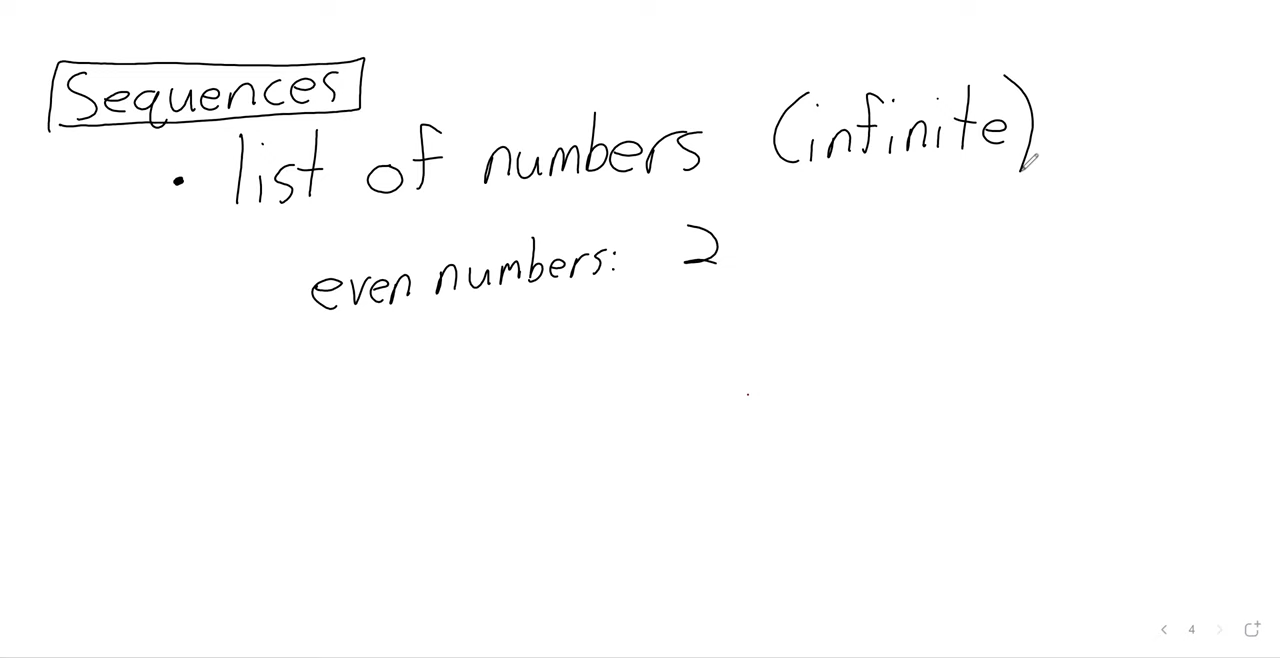 Sequences
• list of numbers (infinite)
even numbers: 2
< 4 >